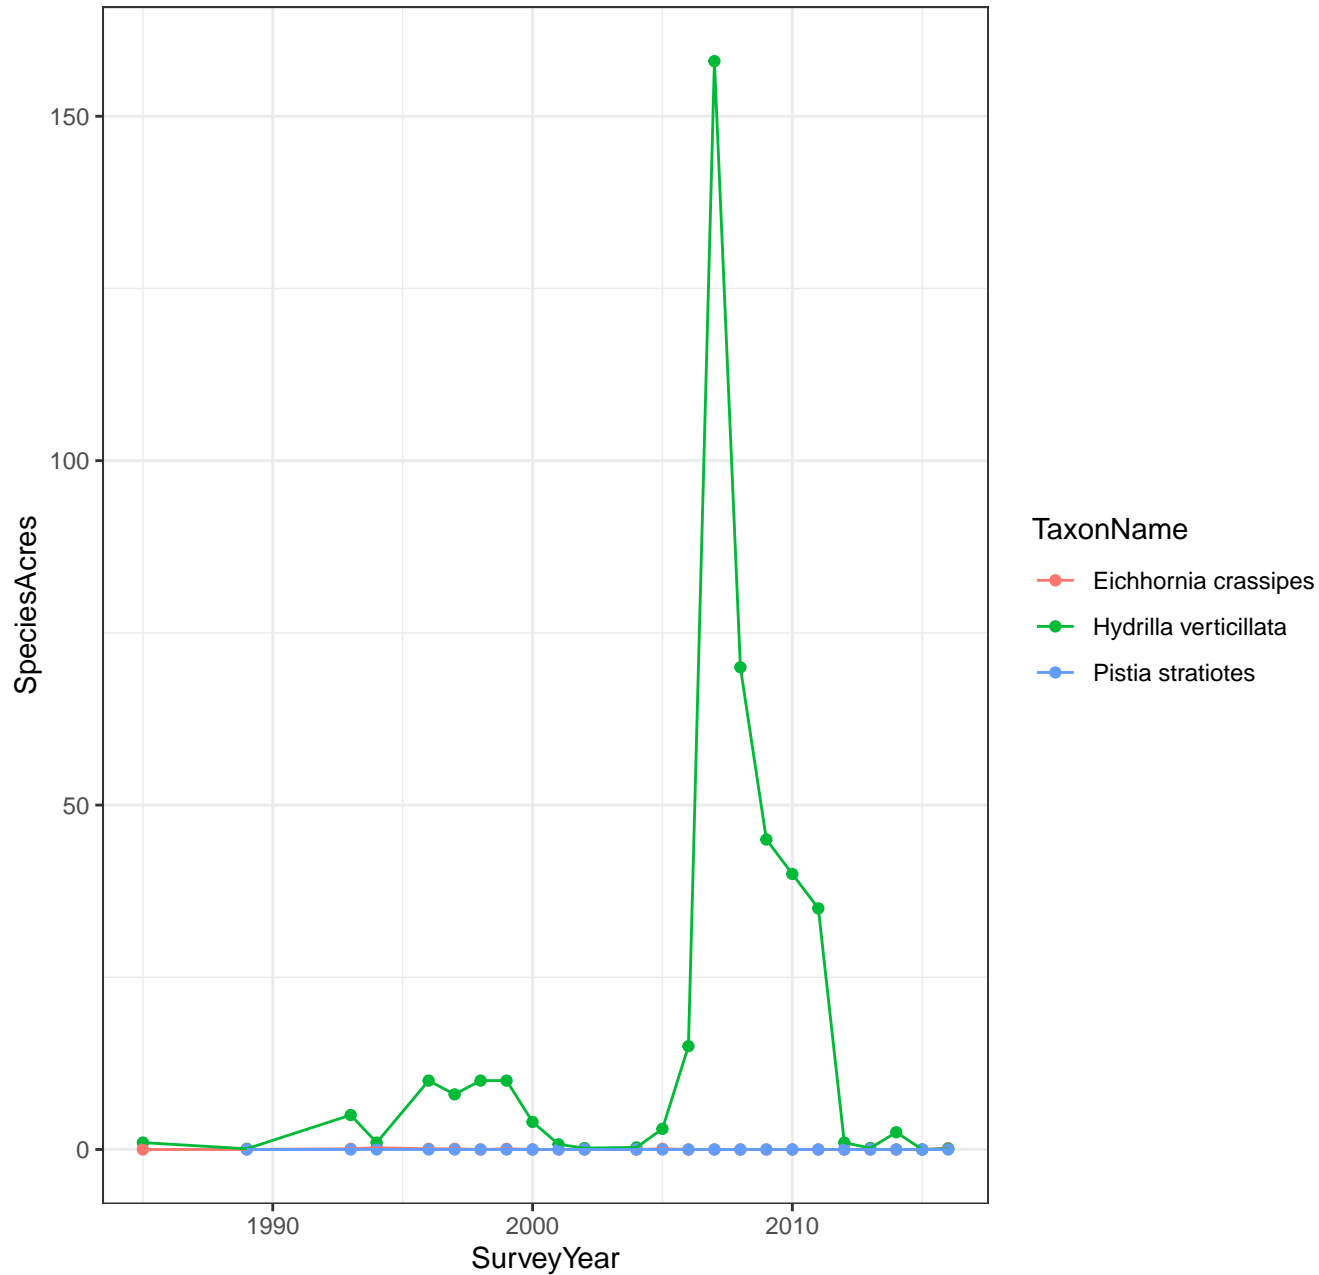 150
100
50
0
SpeciesAcres
1990
2000
2010
SurveyYear
TaxonName
Eichhornia crassipes
Hydrilla verticillata
Pistia stratiotes